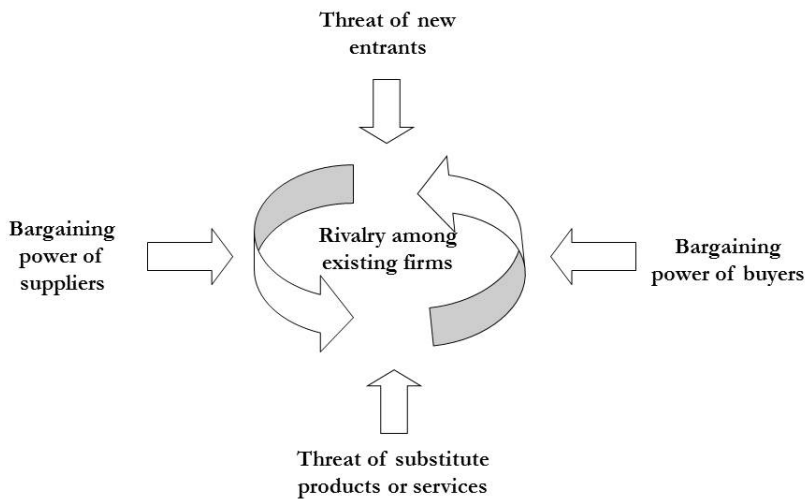 Threat of new
entrants
Bargaining
power of
suppliers
Rivalry among
existing firms
Bargaining
power of buyers
Threat of substitute
products or services